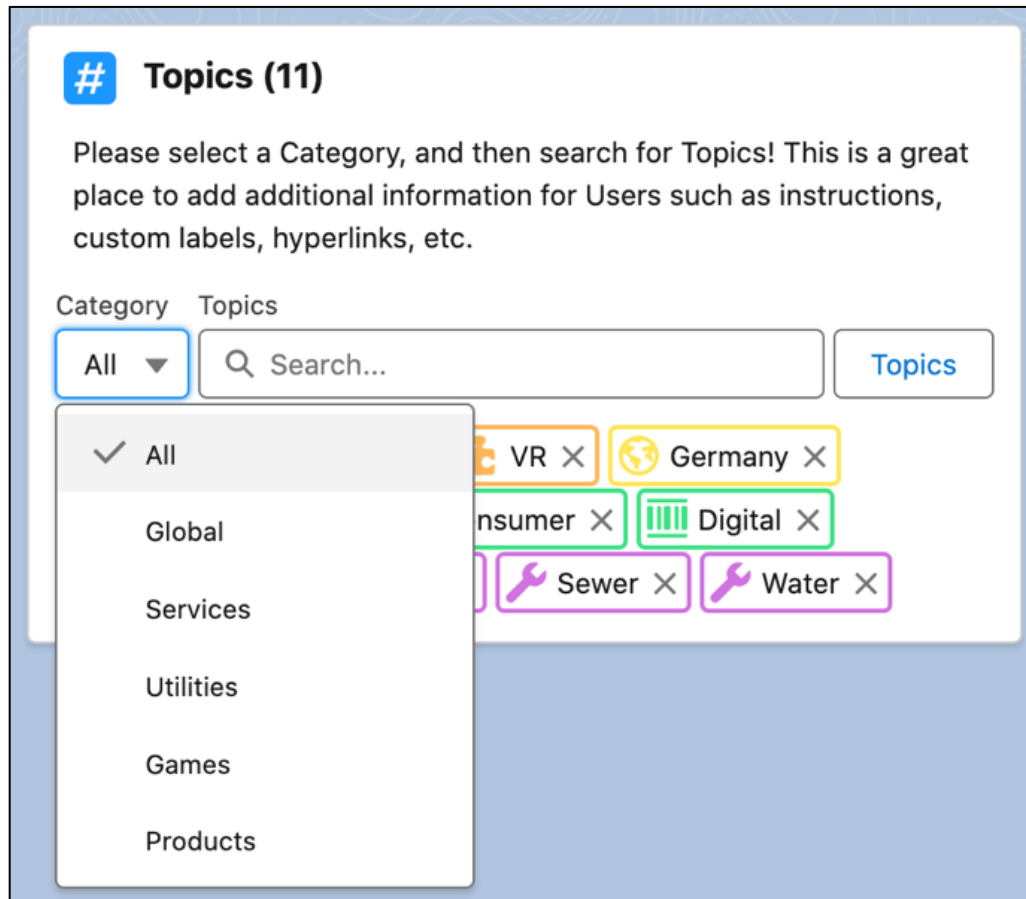 # Topics (11)
Please select a Category, and then search for Topics! This is a great
place to add additional information for Users such as instructions,
custom labels, hyperlinks, etc.
Category Topics
All Search... Topics
All
VR Germany
Global
nsumer Digital
Sewer Water
Services
Utilities
Games
Products